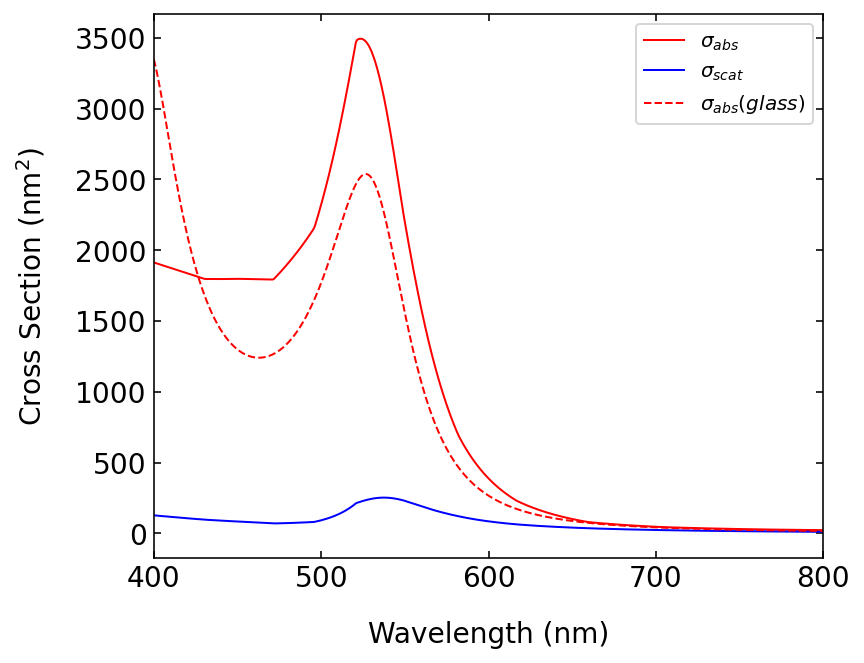 3500
3000
2500
2000
1500
1000
500
0
Cross Section (nm²)
400 500 600 700 800
Wavelength (nm)
σabs
σscat
σabs(glass)